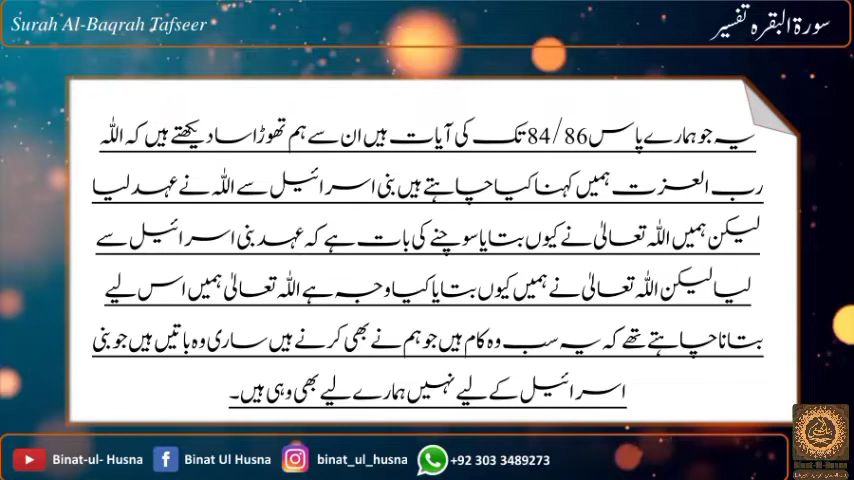 Surah Al-Baqrah Tafseer
سورۃ البقرہ تفسیر
یہ جو ہمارے پاس 84/86 تک کی آیات ہیں ان سے ہم تھوڑا سا دیکھتے ہیں کہ اللہ
رب العزت ہمیں کہنا کیا چاہتے ہیں بنی اسرائیل سے اللہ نے عہد لیا
لیکن ہمیں اللہ تعالیٰ نے کیوں بتایا سوچنے کی بات ہے کہ عہد بنی اسرائیل سے
لیا لیکن اللہ تعالیٰ نے ہمیں کیوں بتایا کیا وجہ ہے اللہ تعالیٰ ہمیں اس لیے
بتانا چاہتے تھے کہ یہ سب وہ کام ہیں جو ہم نے بھی کرنے ہیں ساری وہ باتیں ہیں جو بنی
اسرائیل کے لیے نہیں ہمارے لیے بھی وہی ہیں۔
Binat-ul- Husna
Binat Ul Husna
binat_ul_husna
+92 303 3489273
Binat-Ul-Husna